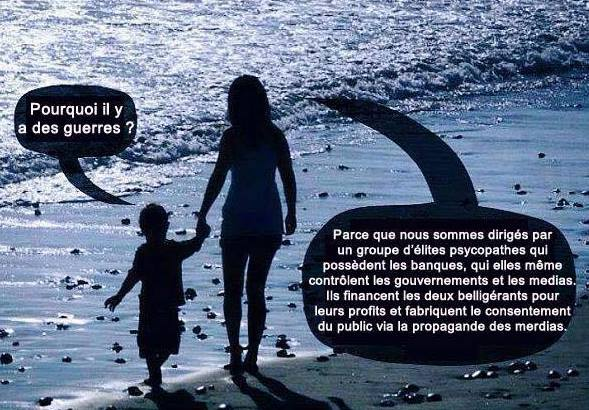 Pourquoi il y
a des guerres ?
Parce que nous sommes dirigés par
un groupe d'élites psycopathes qui
possèdent les banques, qui elles même
contrôlent les gouvernements et les medias.
Ils financent les deux belligérants pour
leurs profits et fabriquent le consentement
du public via la propagande des merdias.